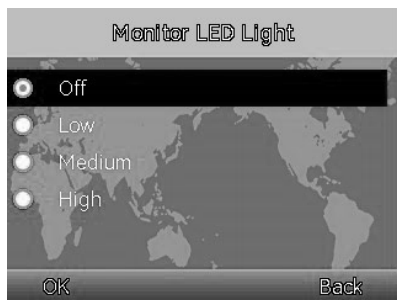 Monitor LED Light
Off
Low
Medium
High
OK Back